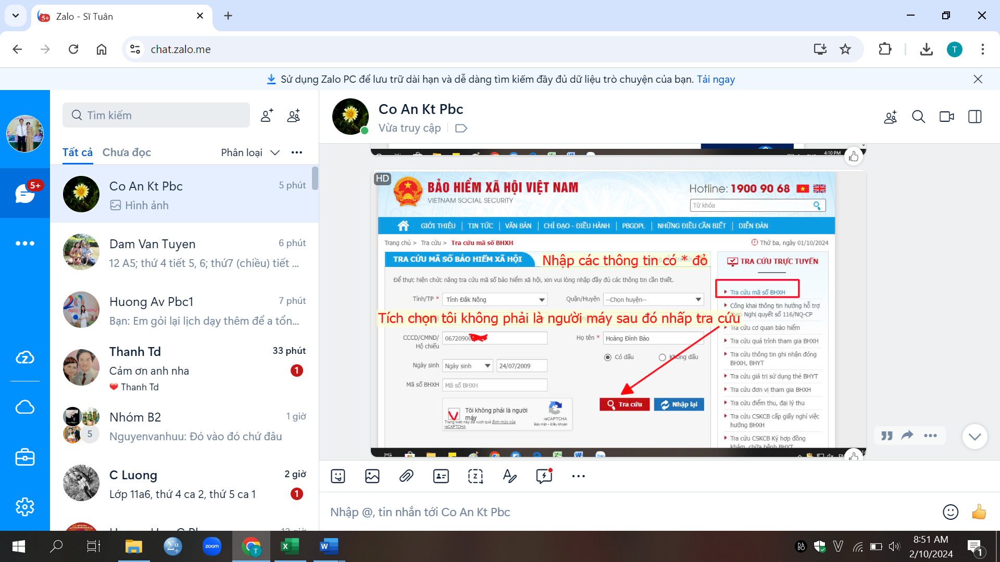 Zalo - Sĩ Tuân
5+
chat.zalo.me
T
Sử dụng Zalo PC để lưu trữ dài hạn và dễ dàng tìm kiếm đầy đủ dữ liệu trò chuyện của bạn. Tải ngay
Tìm kiếm
Tất cả
Chưa đọc
Phân loại
5+
Co An Kt Pbc
5 phút
Hình ảnh
Dam Van Tuyen
6 phút
12 A5; thứ 4 tiết 5, 6; thứ7 (chiều) tiết ...
Huong Av Pbc1
7 phút
Bạn: Em gỏi lại lịch dạy thêm để a tổn...
Thanh Td
33 phút
Cảm ơn anh nha
1
Thanh Td
Nhóm B2
1 giờ
5
Nguyenvanhuu: Đó vào đó chứ đâu
C Luong
2 giờ
Lớp 11a6, thứ 4 ca 2, thứ 5 ca 1
1
Co An Kt Pbc
Vừa truy cập
4:10 PM
HD
BẢO HIỂM XÃ HỘI VIỆT NAM
VIETNAM SOCIAL SECURITY
Hotline: 1900 90 68
Từ khóa
GIỚI THIỆU
TIN TỨC
VĂN BẢN
CHỈ ĐẠO - ĐIỀU HÀNH
PBGDPL
NHỮNG ĐIỀU CẦN BIẾT
DIỄN ĐÀN
Trang chủ > Tra cứu > Tra cứu mã số BHXH
Thứ ba, ngày 01/10/2024
TRA CỨU MÃ SỐ BẢO HIỂM XÃ HỘI
Nhập các thông tin có * đỏ
Để thực hiện chức năng tra cứu mã số bảo hiểm xã hội, xin vui lòng nhập đầy đủ các thông tin cần thiết.
Tỉnh/TP *
Tỉnh Đắk Nông
Quận/Huyện
--Chọn huyện--
Tích chọn tôi không phải là người máy sau đó nhấp tra cứu
CCCD/CMND/
Hộ chiếu
06720900
Họ tên *
Hoàng Đình Bảo
Có dấu
Không dấu
Ngày sinh
Ngày sinh
24/07/2009
Mã số BHXH
Mã số BHXH
Tôi không phải là người
máy
Trang web này đã vượt quá định mức của
reCAPTCHA.
reCAPTCHA
Bảo mật - Điều khoản
Tra cứu
Nhập lại
TRA CỨU TRỰC TUYẾN
Tra cứu mã số BHXH
Công khai thông tin hưởng hỗ trợ
theo Nghị quyết số 116/NQ-CP
Tra cứu cơ quan bảo hiểm
Tra cứu quá trình tham gia BHXH
Tra cứu thông tin ghi nhận đóng
BHXH, BHYT
Tra cứu giá trị sử dụng thẻ BHYT
Tra cứu đơn vị tham gia BHXH
Tra cứu điểm thu, đại lý thu
Tra cứu CSKCB cấp giấy nghỉ việc
hưởng BHXH
Tra cứu CSKCB Ký hợp đồng
khám, chữa bệnh BHYT
Nhập @, tin nhắn tới Co An Kt Pbc
zoom
T
8:51 AM
2/10/2024
1